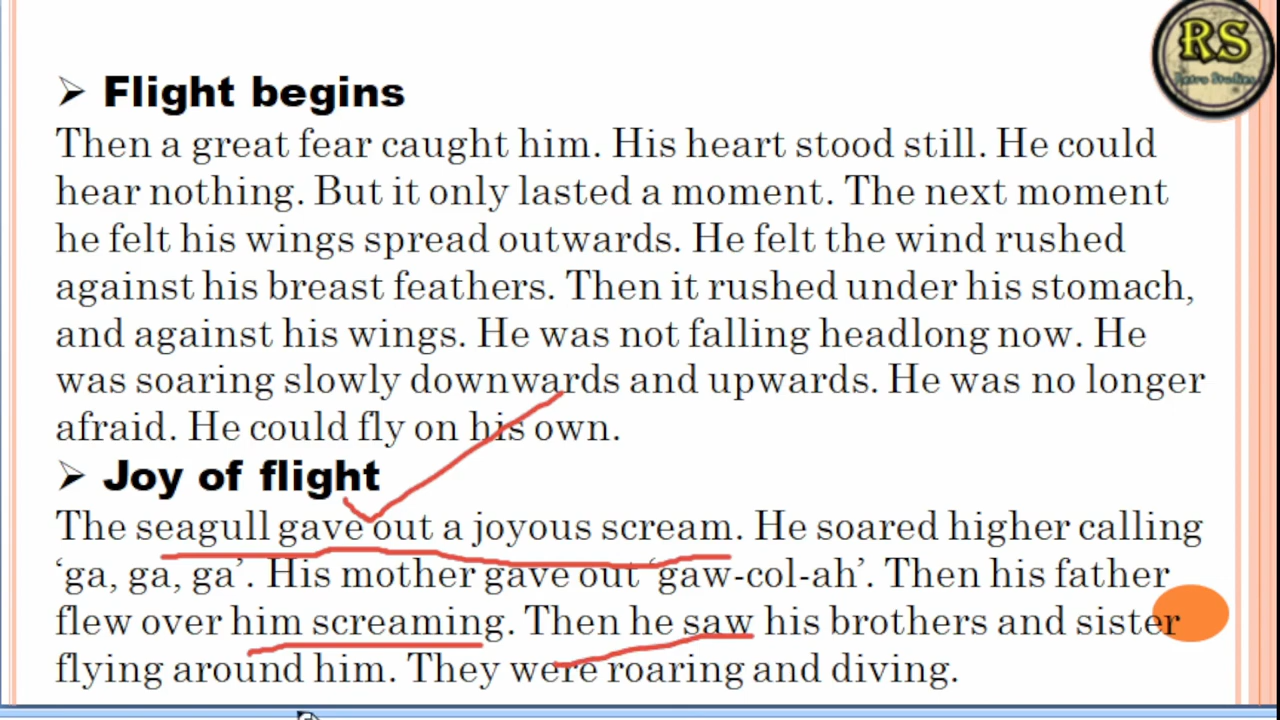 RS
Retro Studies
➢ Flight begins
Then a great fear caught him. His heart stood still. He could
hear nothing. But it only lasted a moment. The next moment
he felt his wings spread outwards. He felt the wind rushed
against his breast feathers. Then it rushed under his stomach,
and against his wings. He was not falling headlong now. He
was soaring slowly downwards and upwards. He was no longer
afraid. He could fly on his own.
➢ Joy of flight
The seagull gave out a joyous scream. He soared higher calling
‘ga, ga, ga’. His mother gave out ‘gaw-col-ah’. Then his father
flew over him screaming. Then he saw his brothers and sister
flying around him. They were roaring and diving.